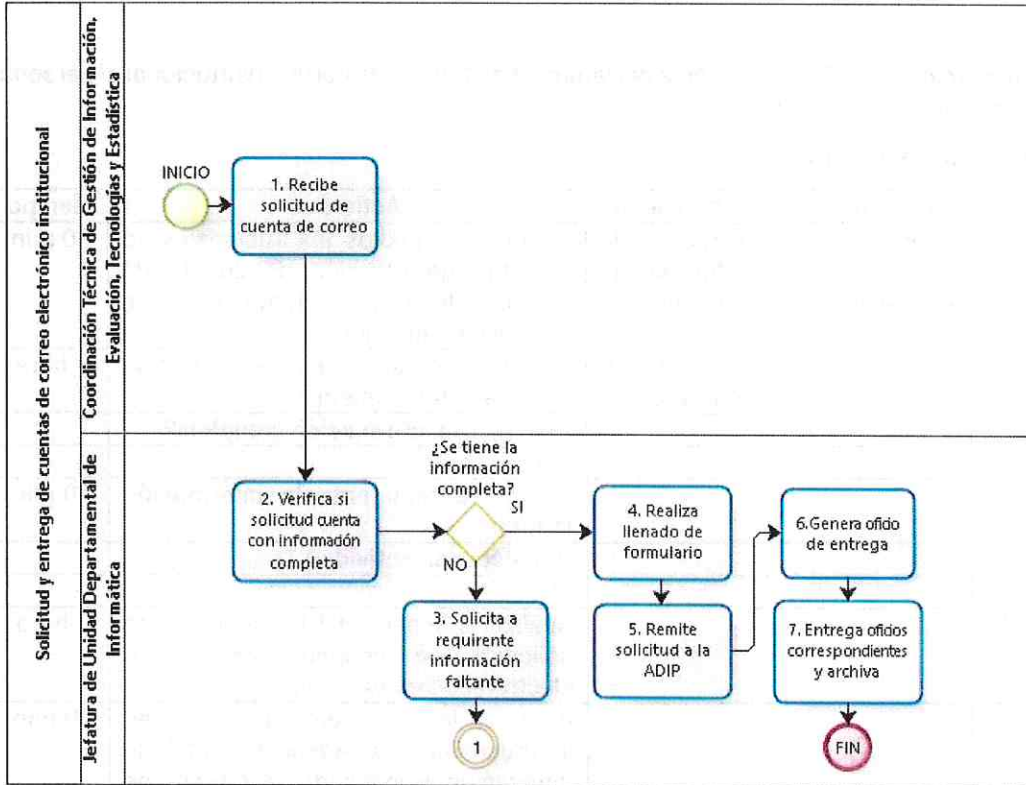 Solicitud y entrega de cuentas de correo electrónico institucional
Coordinación Técnica de Gestión de Información,
Evaluación, Tecnologías y Estadística
INICIO
1. Recibe
solicitud de
cuenta de correo
Jefatura de Unidad Departamental de
Informática
2. Verifica si
solicitud cuenta
con información
completa
¿Se tiene la
información
completa?
SI
NO
3. Solicita a
requirente
información
faltante
1
4. Realiza
llenado de
formulario
5. Remite
solicitud a la
ADIP
6.Genera oficio
de entrega
7. Entrega oficios
correspondientes
y archiva
FIN